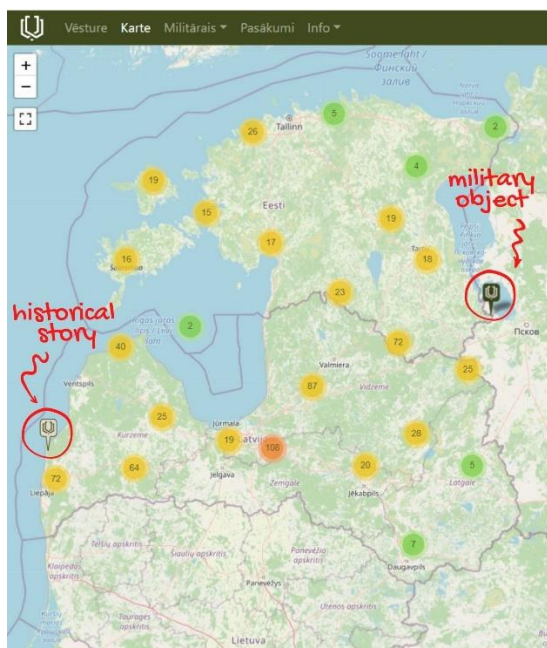 Vēsture Karte Militārais Pasākumi Info
+
−
Soome laht /
Финский
залив
5
2
26
Tallinn
4
military
object
19
15
Eesti
19
17
18
16
23
Псков
historical
story
2
40
72
Ventspils
Valmiera
25
87
Vidzeme
25
Kurzeme
Jūrmala
28
19
108
72
64
Jelgava
Zemgale
20
5
Liepāja
Jēkabpils
Latgale
7
Daugavpils
Telšių apskritis
Šiaulių apskritis
Panevėžio
apskritis
Klaipėdos
apskritis
Panevėžys
Utenos apskritis
Tauragės
apskritis
Lietuva